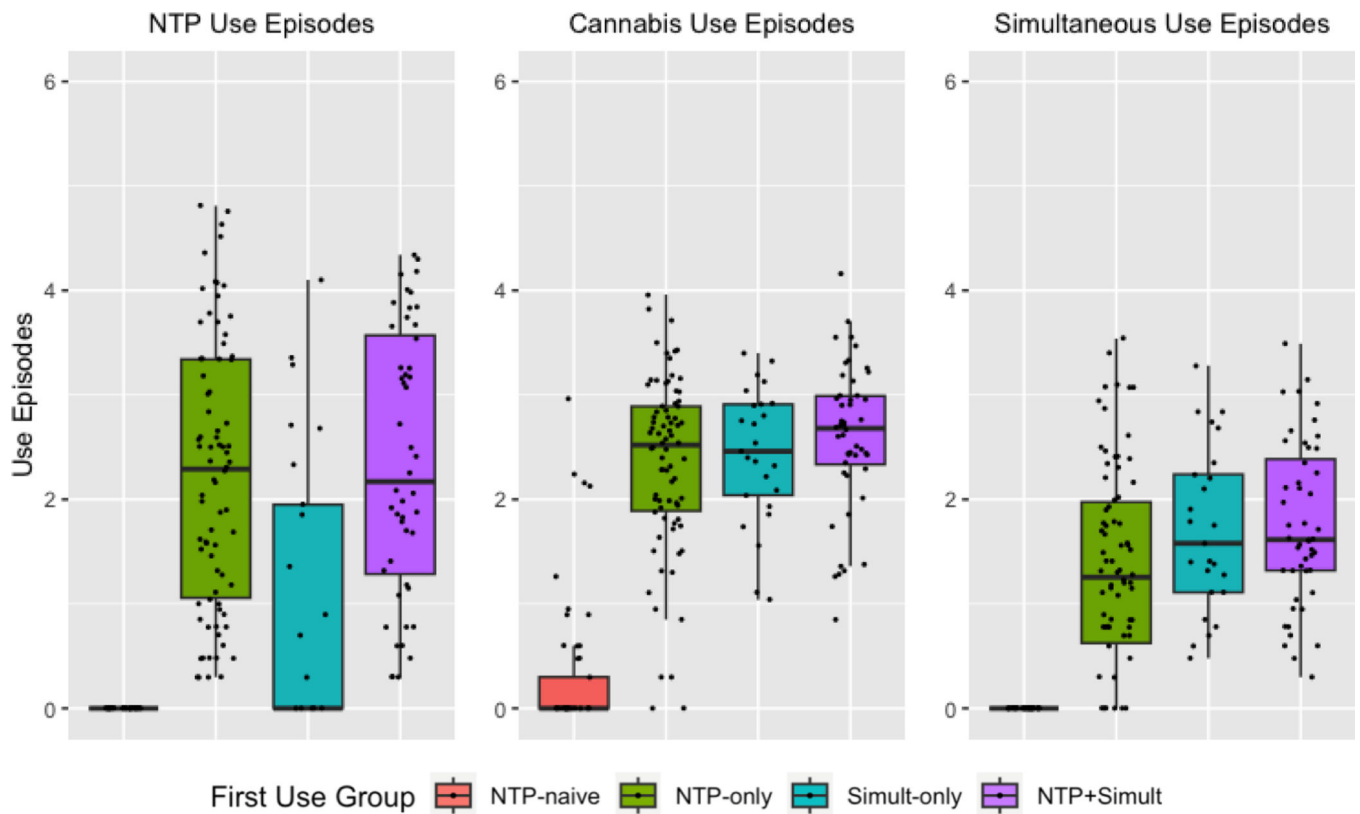 NTP Use Episodes Cannabis Use Episodes Simultaneous Use Episodes
6 6 6
4 4 4
2 2 2
0 0 0
Use Episodes
First Use Group NTP-naive NTP-only Simult-only NTP+Simult